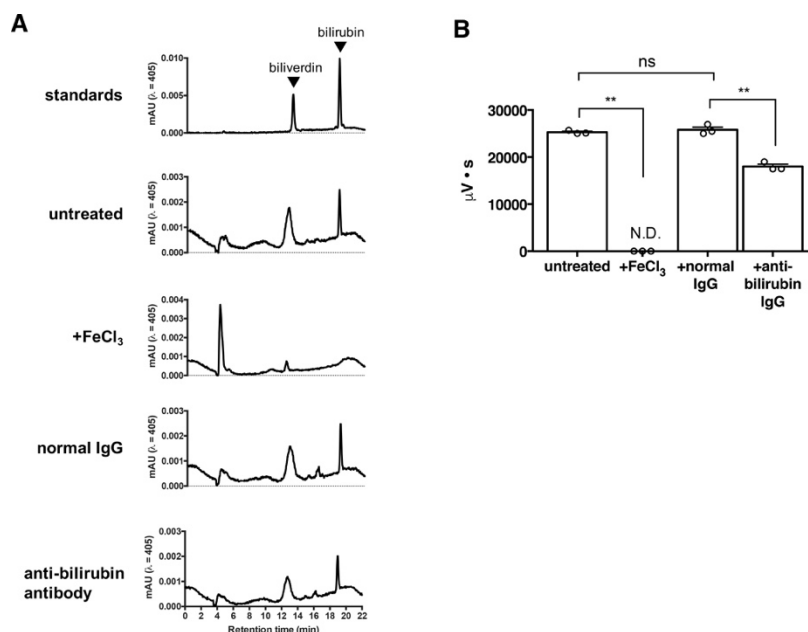 A
standards
mAU (λ = 405)
0.010
0.005
0.000
biliverdin
bilirubin
untreated
mAU (λ = 405)
0.003
0.002
0.001
0.000
+FeCl₃
mAU (λ = 405)
0.004
0.003
0.002
0.001
0.000
normal IgG
mAU (λ = 405)
0.003
0.002
0.001
0.000
anti-bilirubin
antibody
mAU (λ = 405)
0.003
0.002
0.001
0.000
0 2 4 6 8 10 12 14 16 18 20 22
Retention time (min)
B
ns
** **
μV • s
30000
20000
10000
0
N.D.
untreated +FeCl₃ +normal
IgG
+anti-
bilirubin
IgG